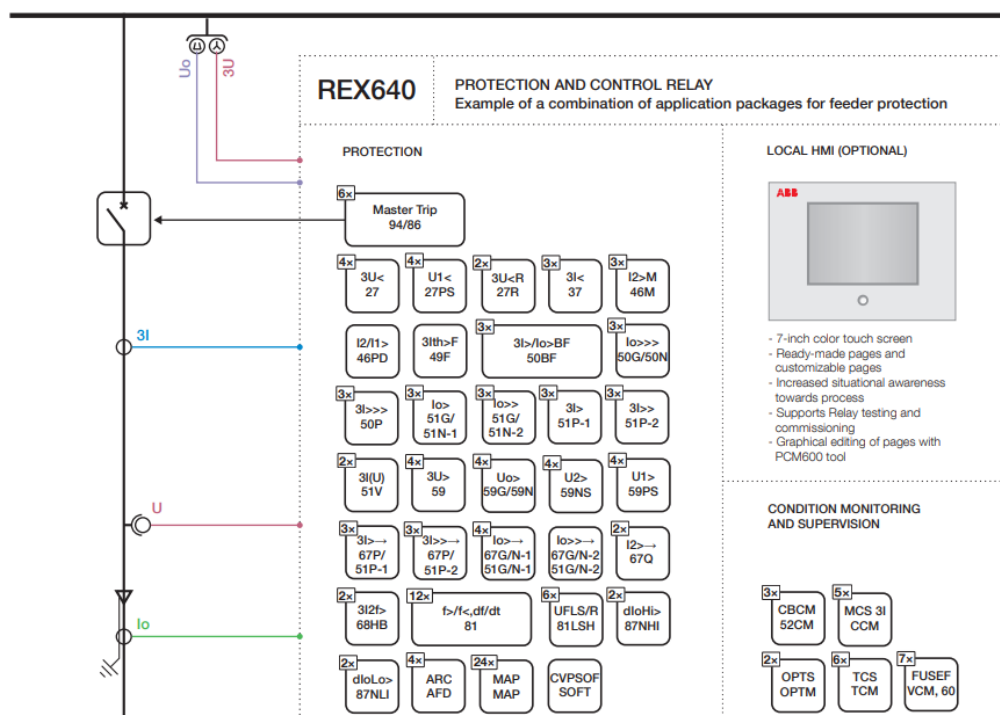 Uo
3U
REX640
PROTECTION AND CONTROL RELAY
Example of a combination of application packages for feeder protection
PROTECTION
6×
Master Trip
94/86
4×
3U<
27
4×
U1<
27PS
2×
3U<R
27R
3×
3I<
37
3×
I2>M
46M
3I
I2/I1>
46PD
3Ith>F
49F
3×
3I>/Io>BF
50BF
3×
Io>>>
50G/50N
3×
3I>>>
50P
3×
Io>
51G/
51N-1
3×
Io>>
51G/
51N-2
3×
3I>
51P-1
3×
3I>>
51P-2
2×
3I(U)
51V
4×
3U>
59
4×
Uo>
59G/59N
4×
U2>
59NS
4×
U1>
59PS
U
3×
3I>→
67P/
51P-1
3×
3I>>→
67P/
51P-2
4×
Io>→
67G/N-1
51G/N-1
Io>>→
67G/N-2
51G/N-2
2×
I2>→
67Q
Io
2×
3I2f>
68HB
12×
f>/f<,df/dt
81
6×
UFLS/R
81LSH
2×
dIoHi>
87NHI
2×
dIoLo>
87NLI
4×
ARC
AFD
24×
MAP
MAP
CVPSOF
SOFT
LOCAL HMI (OPTIONAL)
ABB
- 7-inch color touch screen
- Ready-made pages and
customizable pages
- Increased situational awareness
towards process
- Supports Relay testing and
commissioning
- Graphical editing of pages with
PCM600 tool
CONDITION MONITORING
AND SUPERVISION
3×
CBCM
52CM
5×
MCS 3I
CCM
2×
OPTS
OPTM
6×
TCS
TCM
7×
FUSEF
VCM, 60